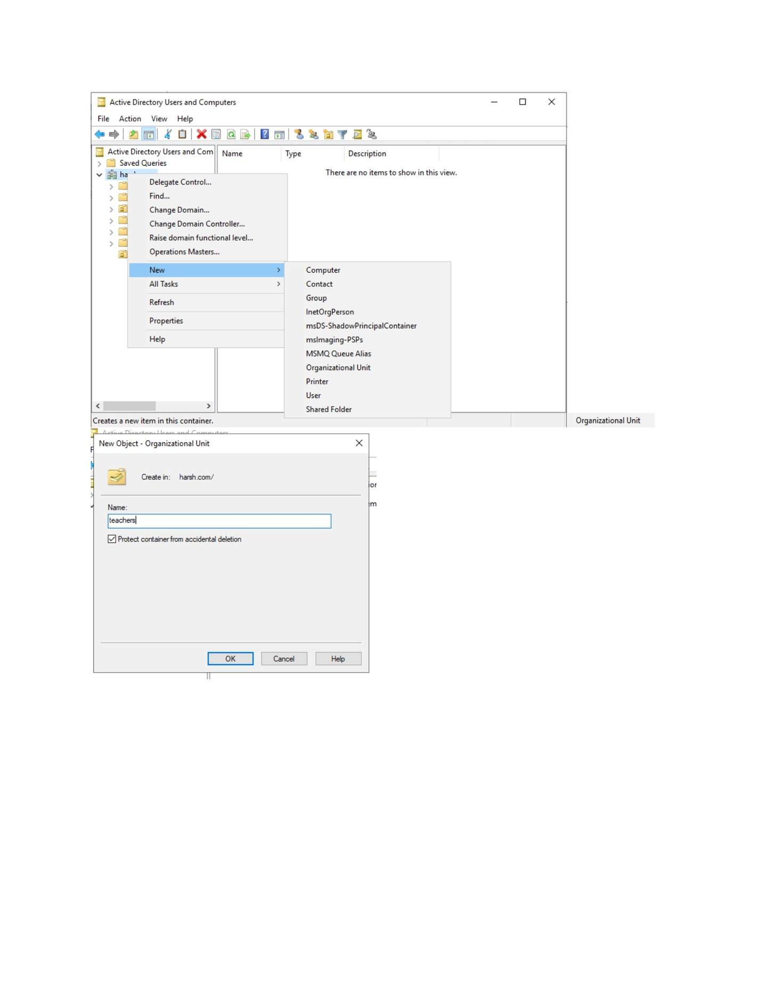 Active Directory Users and Computers
File Action View Help
Active Directory Users and Com
Name Type Description
Saved Queries
There are no items to show in this view.
Delegate Control...
Find...
Change Domain...
Change Domain Controller...
Raise domain functional level...
Operations Masters...
New
All Tasks
Refresh
Properties
Help
Computer
Contact
Group
InetOrgPerson
msDS-ShadowPrincipalContainer
msImaging-PSPs
MSMQ Queue Alias
Organizational Unit
Printer
User
Shared Folder
Creates a new item in this container.
Organizational Unit
Active Directory Users and Computers
New Object - Organizational Unit
Create in: harsh.com/
Name:
teachers
Protect container from accidental deletion
OK Cancel Help